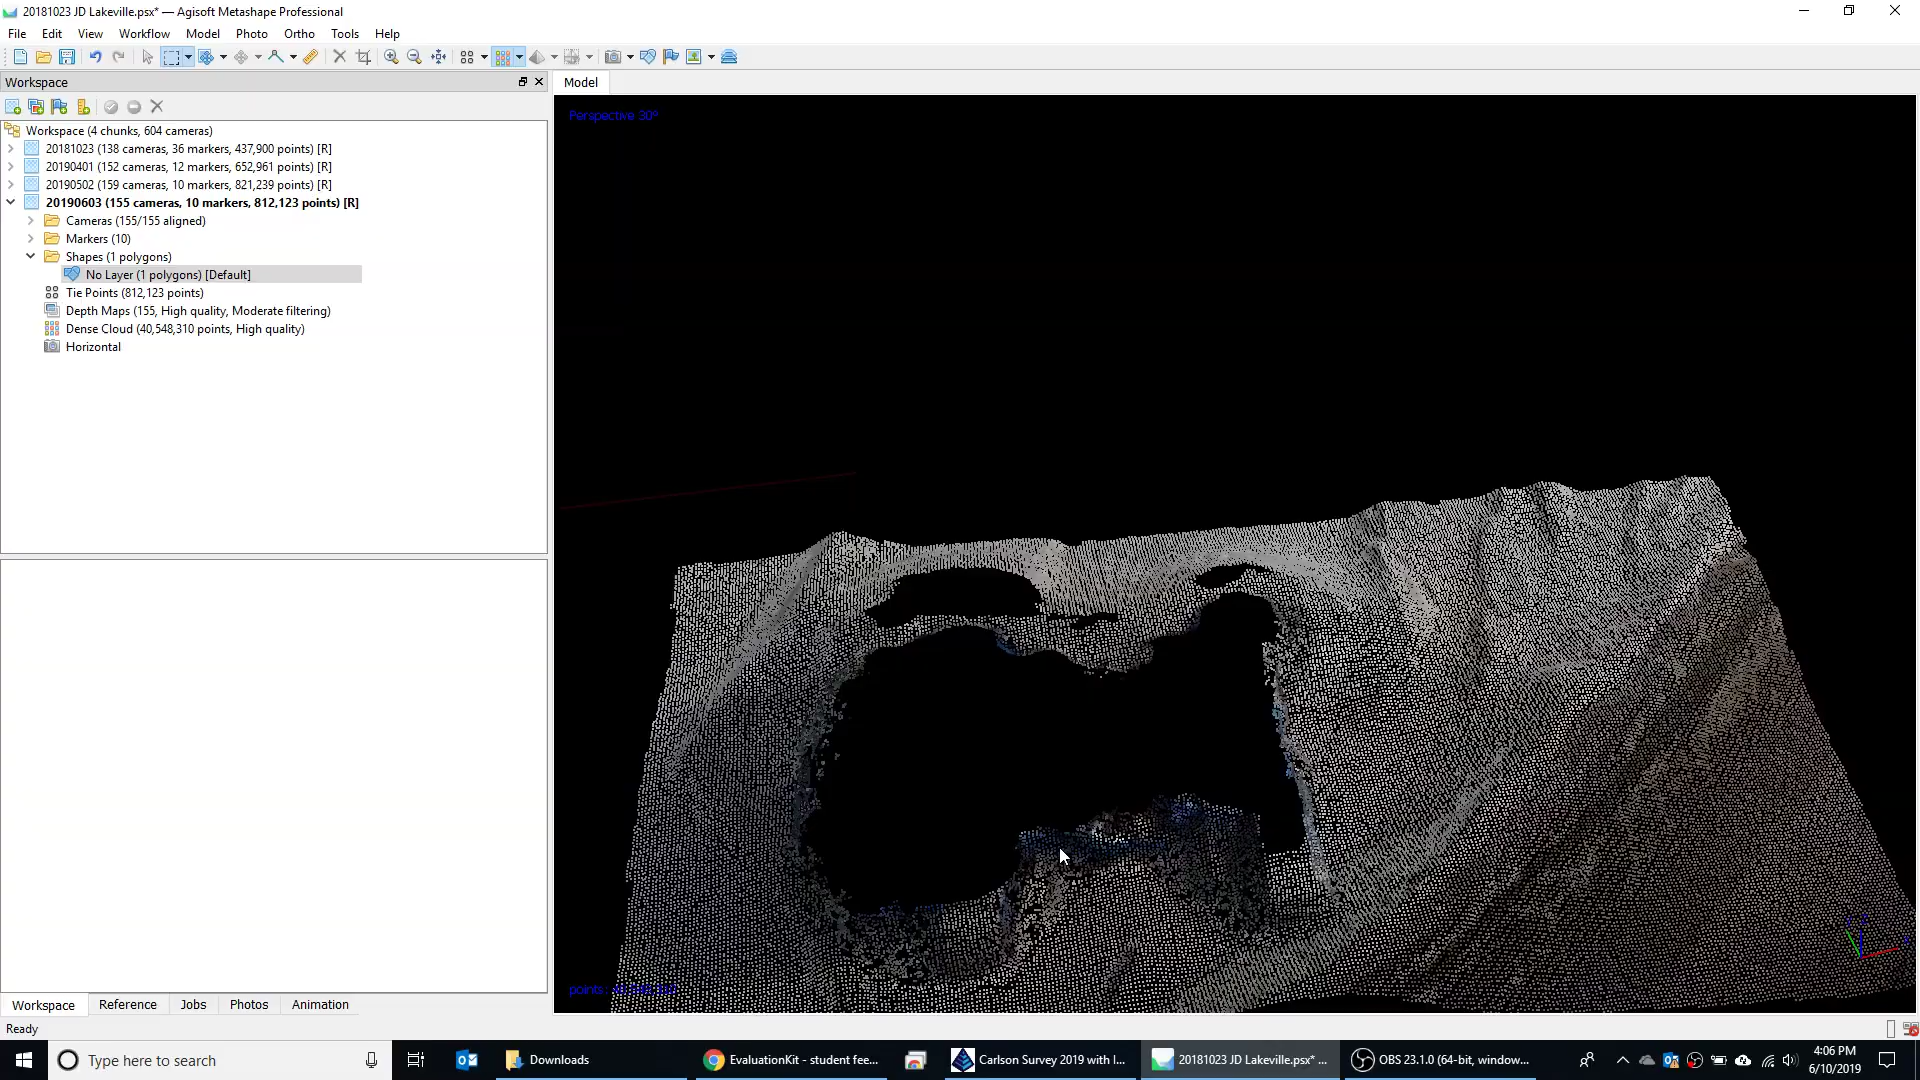 20181023 JD Lakeville.psx* — Agisoft Metashape Professional
File Edit View Workflow Model Photo Ortho Tools Help
Workspace
Model
Perspective 30°
Workspace (4 chunks, 604 cameras)
20181023 (138 cameras, 36 markers, 437,900 points) [R]
20190401 (152 cameras, 12 markers, 652,961 points) [R]
20190502 (159 cameras, 10 markers, 821,239 points) [R]
20190603 (155 cameras, 10 markers, 812,123 points) [R]
Cameras (155/155 aligned)
Markers (10)
Shapes (1 polygons)
No Layer (1 polygons) [Default]
Tie Points (812,123 points)
Depth Maps (155, High quality, Moderate filtering)
Dense Cloud (40,548,310 points, High quality)
Horizontal
points:
Workspace Reference Jobs Photos Animation
Ready
Type here to search
Downloads
EvaluationKit - student fee...
Carlson Survey 2019 with I...
20181023 JD Lakeville.psx* ...
OBS 23.1.0 (64-bit, window...
4:06 PM
6/10/2019